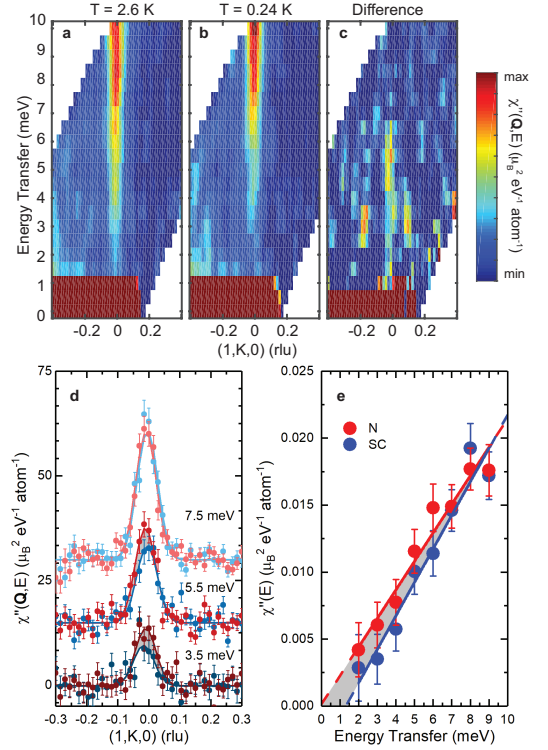 T = 2.6 K
T = 0.24 K
Difference
a
b
c
10
9
8
7
6
5
4
3
2
1
0
Energy Transfer (meV)
-0.2 0 0.2
-0.2 0 0.2
-0.2 0 0.2
(1,K,0) (rlu)
max
min
χ''(Q,E) (μB² eV⁻¹ atom⁻¹)
d
75
50
25
0
χ''(Q,E) (μB² eV⁻¹ atom⁻¹)
7.5 meV
5.5 meV
3.5 meV
-0.3 -0.2 -0.1 0.0 0.1 0.2 0.3
(1,K,0) (rlu)
e
N
SC
0.025
0.020
0.015
0.010
0.005
0.000
χ''(E) (μB² eV⁻¹ atom⁻¹)
0 1 2 3 4 5 6 7 8 9 10
Energy Transfer (meV)